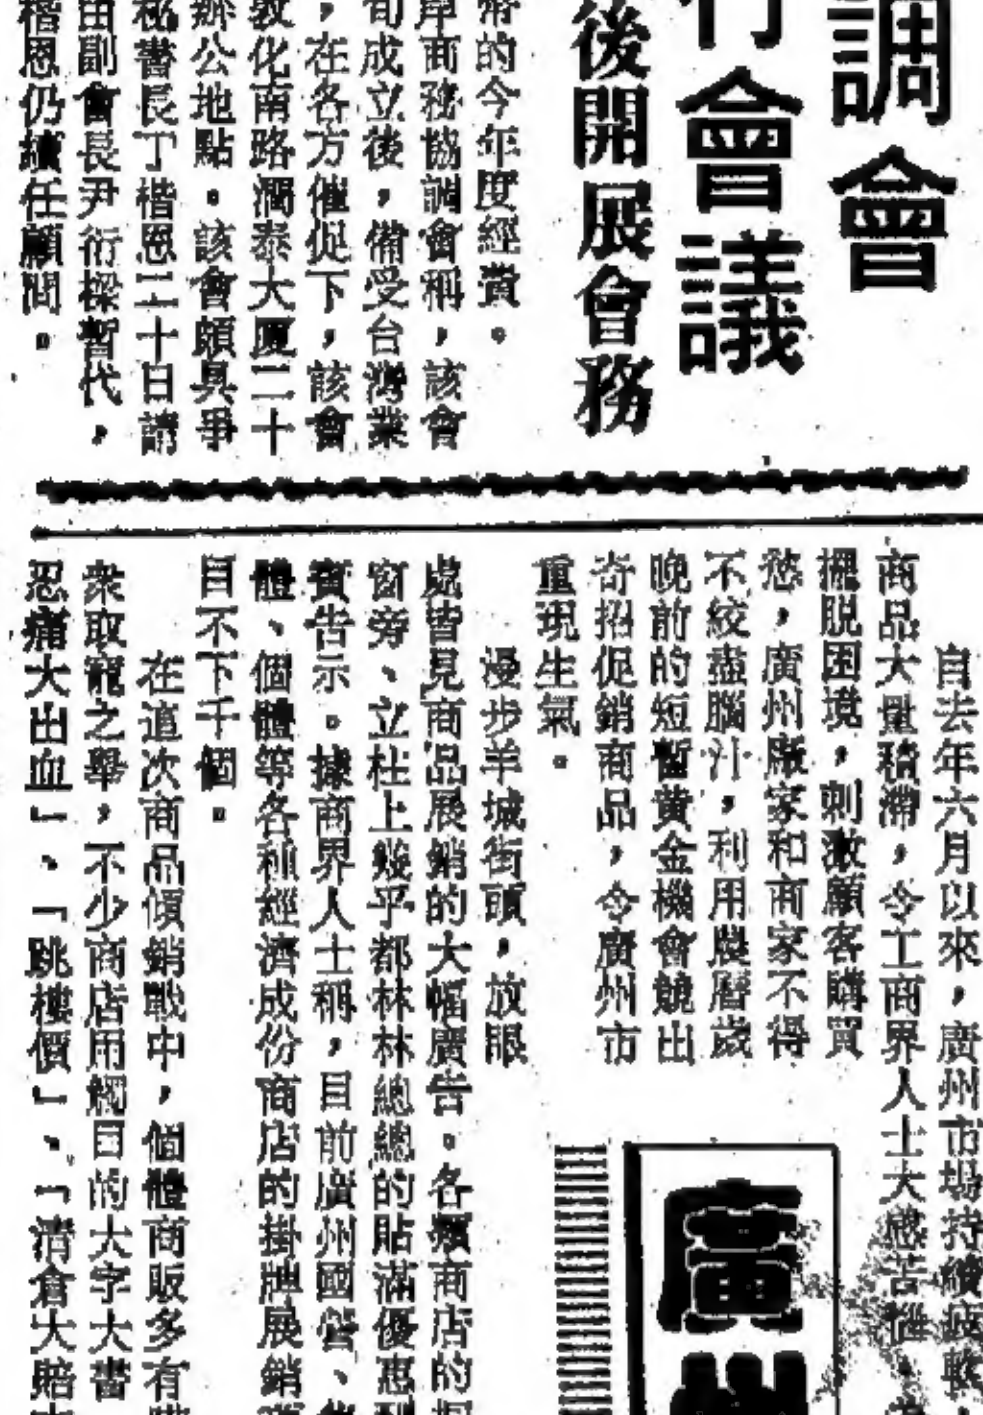 調會
行會議
後開展會務
幣的今年度經費。
岸商務協調會稱，該會
旬成立後，備受台灣業
，在各方催促下，該會
敦化南路潤泰大廈二十
辦公地點。該會頗具爭
秘書長丁楷恩二十日請
由副會長尹衍樑暫代，
楷恩仍續任顧問。
自去年六月以來，廣州市場持續疲軟，
商品大量積滯，令工商界人士大感苦惱。
擺脱困境，刺激顧客購買
慾，廣州廠家和商家不得
不絞盡腦汁，利用農曆歲
晚前的短暫黃金機會競出
奇招促銷商品，令廣州市
重現生氣。
漫步羊城街頭，放眼
處皆見商品展銷的大幅廣告。各類商店的
窗旁、立柱上幾乎都林林總總的貼滿優惠
賓告示。據商界人士稱，目前廣州國營、
體、個體等各種經濟成份商店的掛牌展銷
目不下千個。
在這次商品傾銷戰中，個體商販多有
衆取寵之舉，不少商店用觸目的大字大書
忍痛大出血」、「跳樓價」、「清倉大賠
廣州